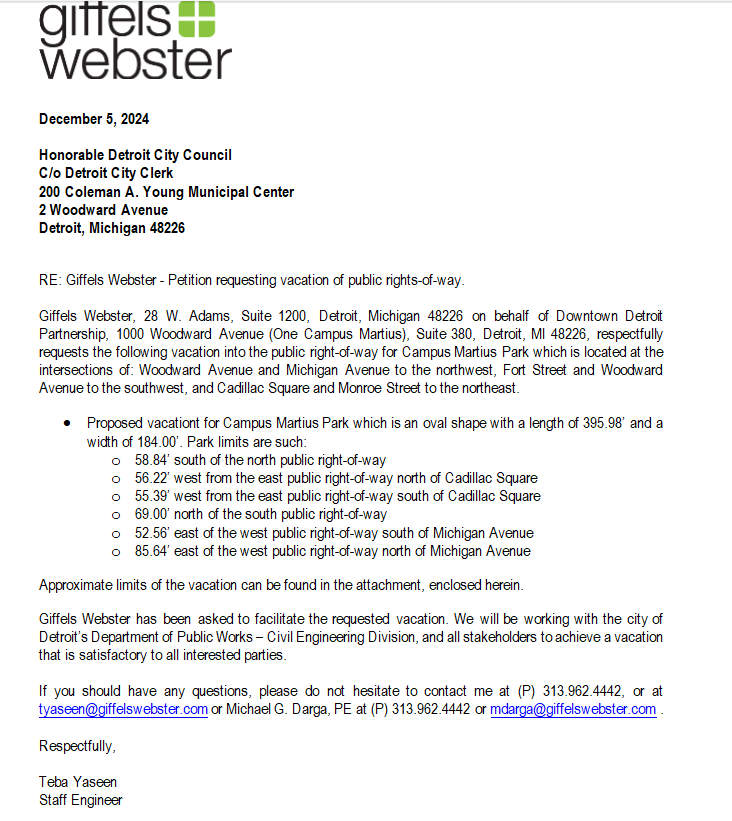 giffels
webster
December 5, 2024
Honorable Detroit City Council
C/o Detroit City Clerk
200 Coleman A. Young Municipal Center
2 Woodward Avenue
Detroit, Michigan 48226
RE: Giffels Webster - Petition requesting vacation of public rights-of-way.
Giffels Webster, 28 W. Adams, Suite 1200, Detroit, Michigan 48226 on behalf of Downtown Detroit
Partnership, 1000 Woodward Avenue (One Campus Martius), Suite 380, Detroit, MI 48226, respectfully
requests the following vacation into the public right-of-way for Campus Martius Park which is located at the
intersections of: Woodward Avenue and Michigan Avenue to the northwest, Fort Street and Woodward
Avenue to the southwest, and Cadillac Square and Monroe Street to the northeast.
• Proposed vacationt for Campus Martius Park which is an oval shape with a length of 395.98’ and a
width of 184.00’. Park limits are such:
o 58.84’ south of the north public right-of-way
o 56.22’ west from the east public right-of-way north of Cadillac Square
o 55.39’ west from the east public right-of-way south of Cadillac Square
o 69.00’ north of the south public right-of-way
o 52.56’ east of the west public right-of-way south of Michigan Avenue
o 85.64’ east of the west public right-of-way north of Michigan Avenue
Approximate limits of the vacation can be found in the attachment, enclosed herein.
Giffels Webster has been asked to facilitate the requested vacation. We will be working with the city of
Detroit’s Department of Public Works – Civil Engineering Division, and all stakeholders to achieve a vacation
that is satisfactory to all interested parties.
If you should have any questions, please do not hesitate to contact me at (P) 313.962.4442, or at
tyaseen@giffelswebster.com or Michael G. Darga, PE at (P) 313.962.4442 or mdarga@giffelswebster.com .
Respectfully,
Teba Yaseen
Staff Engineer